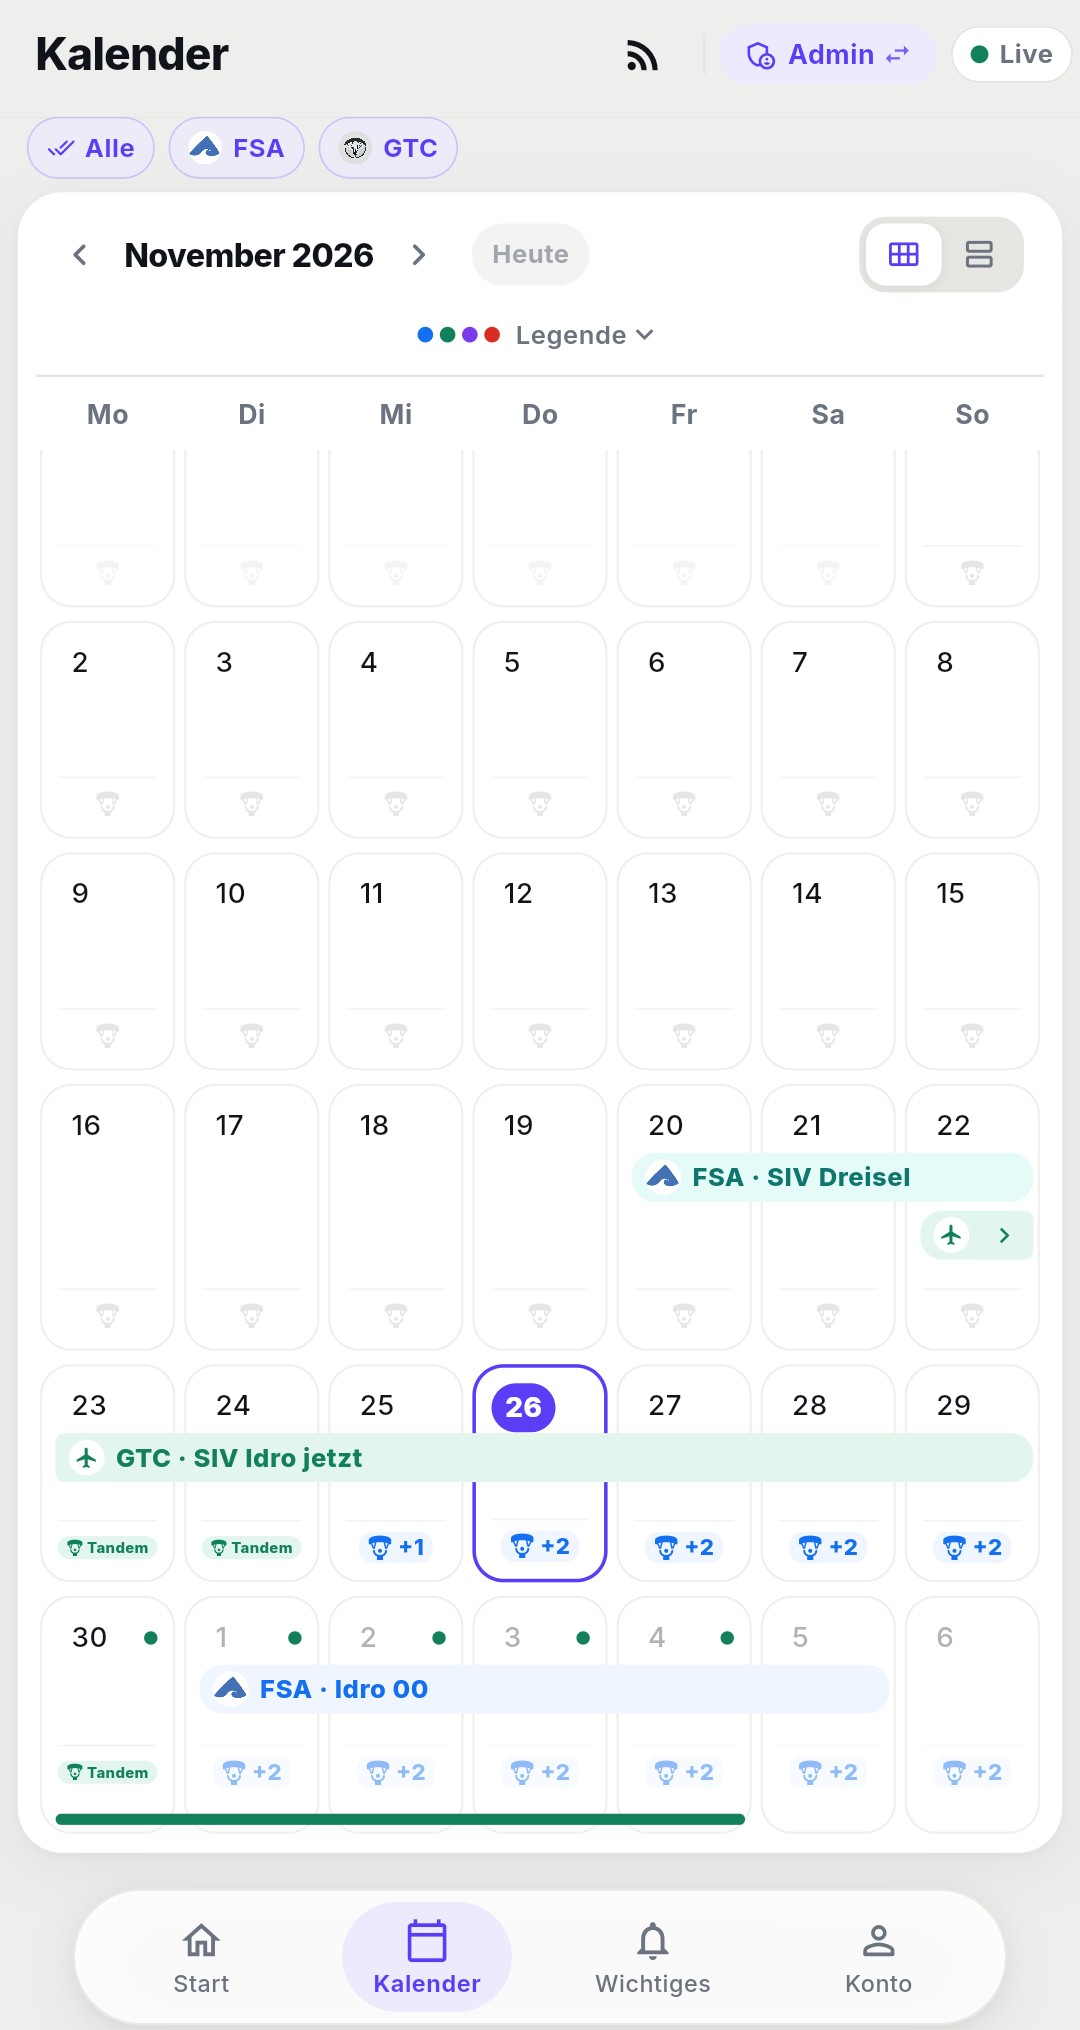 Kalender
Admin
Live
Alle
FSA
GTC
November 2026
Heute
Legende
Mo Di Mi Do Fr Sa So
2 3 4 5 6 7 8
9 10 11 12 13 14 15
16 17 18 19 20 21 22
FSA · SIV Dreisel
23 24 25 26 27 28 29
GTC · SIV Idro jetzt
Tandem Tandem +1 +2 +2 +2 +2
30 1 2 3 4 5 6
FSA · Idro 00
Tandem +2 +2 +2 +2 +2 +2
Start Kalender Wichtiges Konto